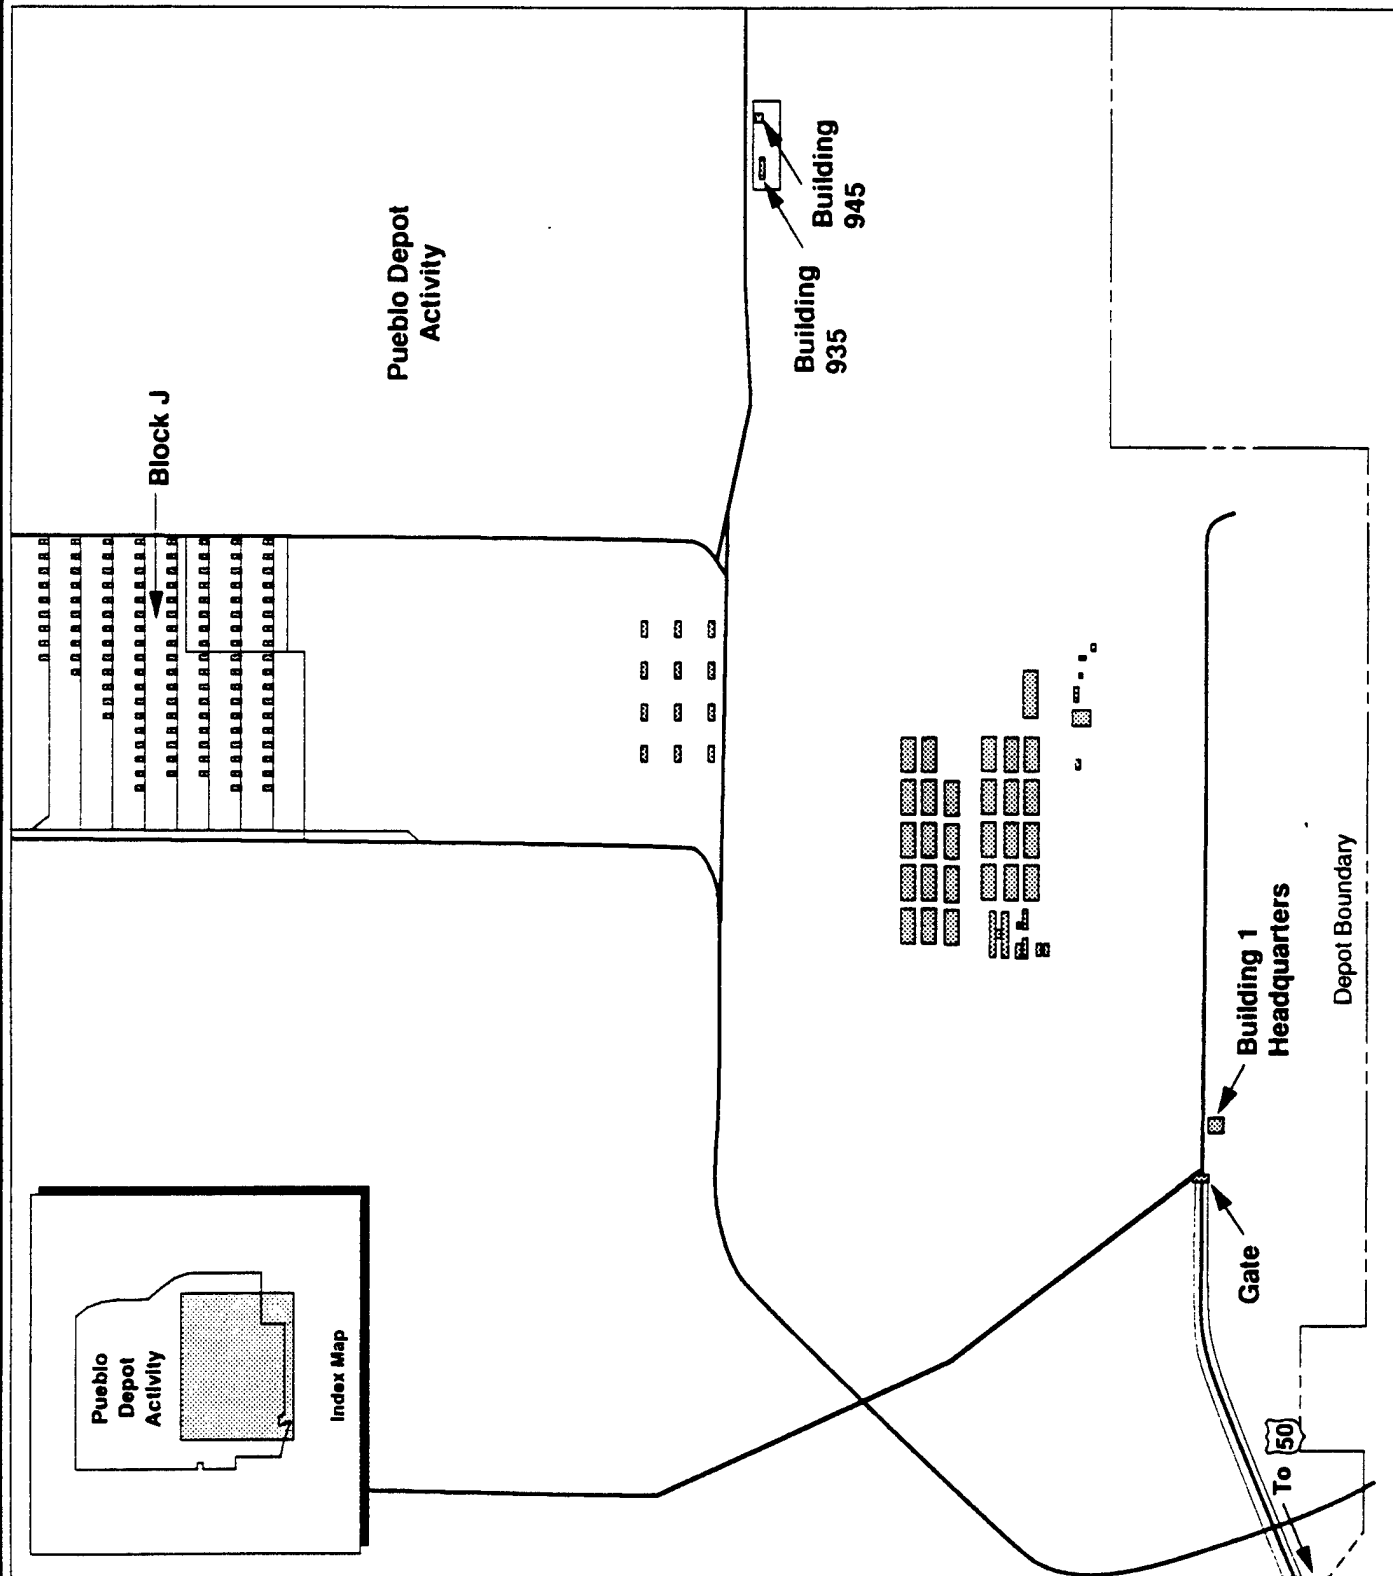 Pueblo
Depot
Activity
Index Map
Block J
Pueblo Depot
Activity
Building
935
Building
945
Gate
Building 1
Headquarters
To 50
Depot Boundary